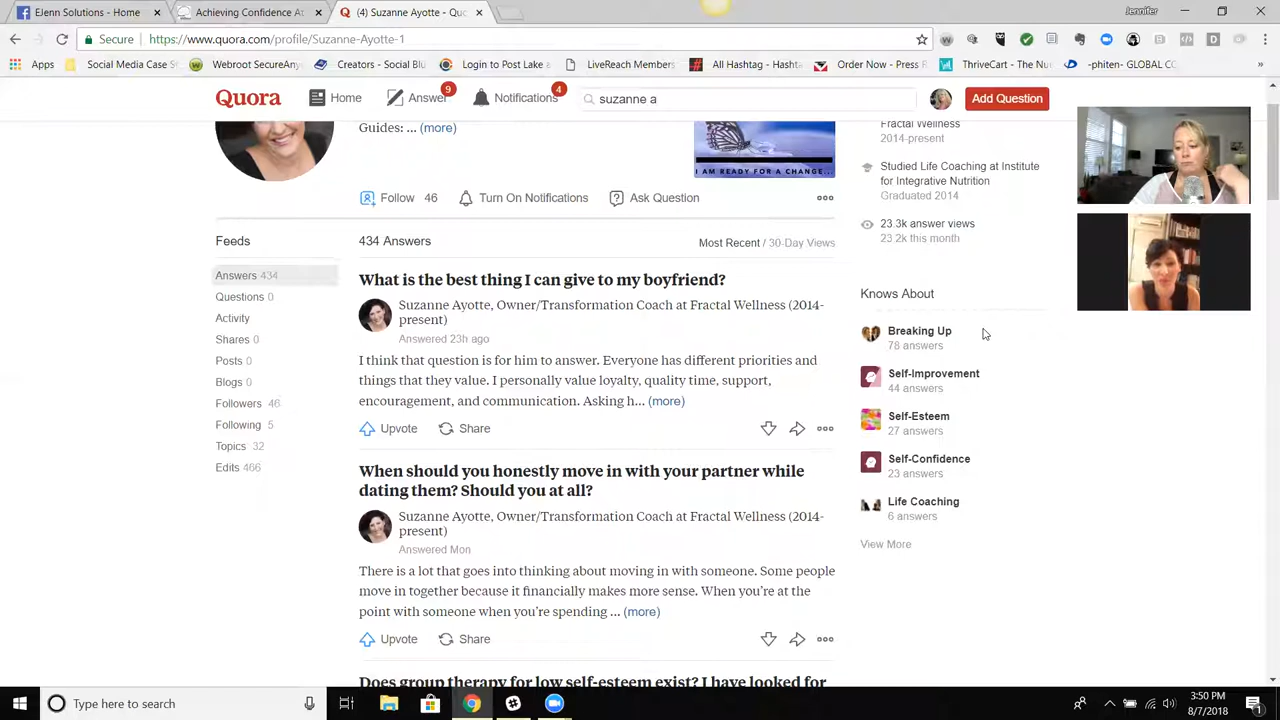 Elenn Solutions - Home
Achieving Confidence At
(4) Suzanne Ayotte - Quo
Jennifer
Secure
https://www.quora.com/profile/Suzanne-Ayotte-1
Apps
Social Media Case S
Webroot SecureAny
Creators - Social Blu
Login to Post Lake
LiveReach Members
All Hashtag - Hashta
Order Now - Press R
ThriveCart - The No
-phiten- GLOBAL CO
»
Quora
Home
Answer
9
Notifications
4
suzanne a
Add Question
Guides: ... (more)
I AM READY FOR A CHANGE...
Fractal Wellness
2014-present
Studied Life Coaching at Institute
for Integrative Nutrition
Graduated 2014
23.3k answer views
23.2k this month
Follow 46
Turn On Notifications
Ask Question
Feeds
Answers 434
Questions 0
Activity
Shares 0
Posts 0
Blogs 0
Followers 46
Following 5
Topics 32
Edits 466
434 Answers
Most Recent / 30-Day Views
What is the best thing I can give to my boyfriend?
Suzanne Ayotte, Owner/Transformation Coach at Fractal Wellness (2014-
present)
Answered 23h ago
I think that question is for him to answer. Everyone has different priorities and
things that they value. I personally value loyalty, quality time, support,
encouragement, and communication. Asking h... (more)
Upvote
Share
When should you honestly move in with your partner while
dating them? Should you at all?
Suzanne Ayotte, Owner/Transformation Coach at Fractal Wellness (2014-
present)
Answered Mon
There is a lot that goes into thinking about moving in with someone. Some people
move in together because it financially makes more sense. When you're at the
point with someone when you're spending ... (more)
Upvote
Share
Does group therapy for low self-esteem exist? I have looked for
Knows About
Breaking Up
78 answers
Self-Improvement
44 answers
Self-Esteem
27 answers
Self-Confidence
23 answers
Life Coaching
6 answers
View More
Type here to search
3:50 PM
8/7/2018
1